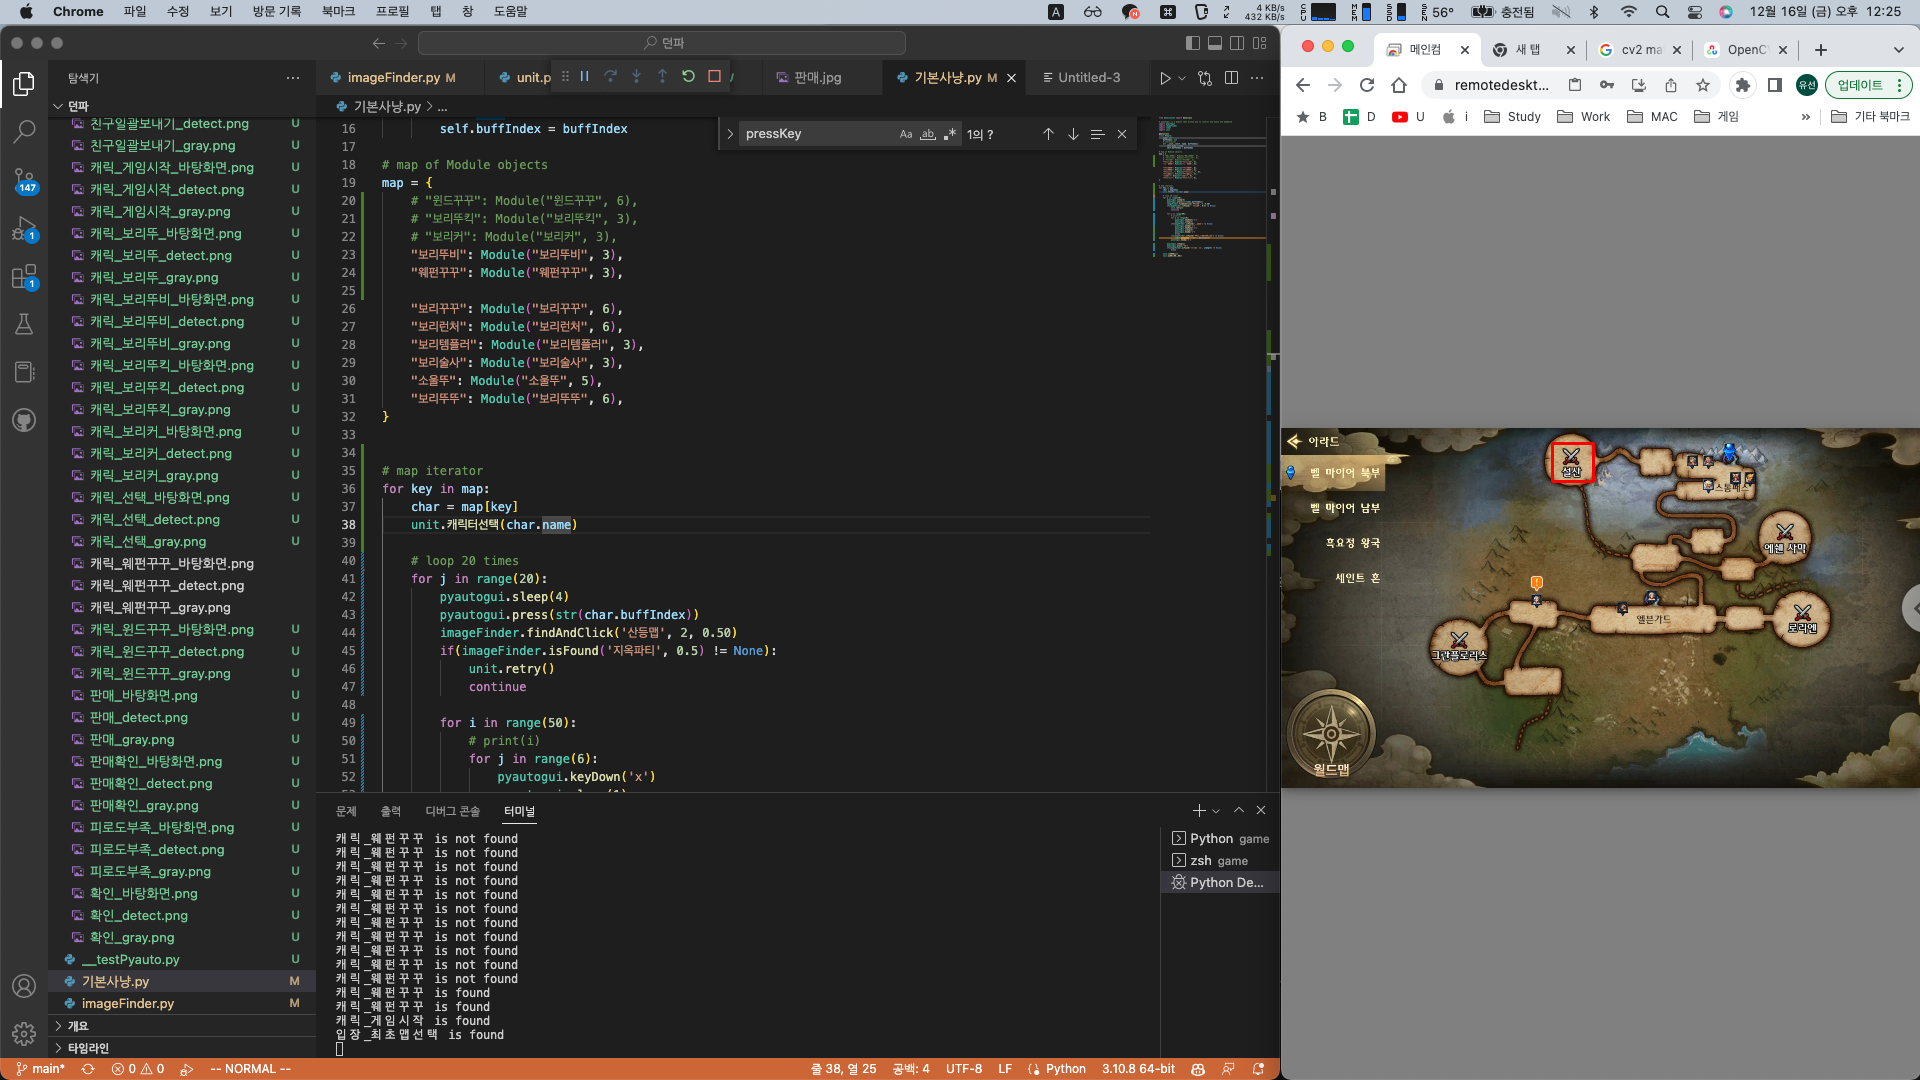 Chrome 파일 수정 보기 방문 기록 북마크 프로필 탭 창 도움말
A 4 KB/s 432 KB/s 56° 충전됨 12월 16일 (금) 오후 12:25
던파
탐색기
던파
친구일괄보내기_detect.png U
친구일괄보내기_gray.png U
캐릭_게임시작_바탕화면.png U
캐릭_게임시작_detect.png U
캐릭_게임시작_gray.png U
캐릭_보리뚜_바탕화면.png U
캐릭_보리뚜_detect.png U
캐릭_보리뚜_gray.png U
캐릭_보리뚜비_바탕화면.png U
캐릭_보리뚜비_detect.png U
캐릭_보리뚜비_gray.png U
캐릭_보리뚜킥_바탕화면.png U
캐릭_보리뚜킥_detect.png U
캐릭_보리뚜킥_gray.png U
캐릭_보리커_바탕화면.png U
캐릭_보리커_detect.png U
캐릭_보리커_gray.png U
캐릭_선택_바탕화면.png U
캐릭_선택_detect.png U
캐릭_선택_gray.png U
캐릭_웨펀꾸꾸_바탕화면.png
캐릭_웨펀꾸꾸_detect.png
캐릭_웨펀꾸꾸_gray.png
캐릭_윈드꾸꾸_바탕화면.png U
캐릭_윈드꾸꾸_detect.png U
캐릭_윈드꾸꾸_gray.png U
판매_바탕화면.png U
판매_detect.png U
판매_gray.png U
판매확인_바탕화면.png U
판매확인_detect.png U
판매확인_gray.png U
피로도부족_바탕화면.png U
피로도부족_detect.png U
피로도부족_gray.png U
확인_바탕화면.png U
확인_detect.png U
확인_gray.png U
__testPyauto.py U
기본사냥.py M
imageFinder.py M
개요
타임라인
147
1
1
imageFinder.py M unit.p 판매.jpg 기본사냥.py M Untitled-3
기본사냥.py > ...
pressKey Aa ab 1의 ?
16 self.buffIndex = buffIndex
17
18 # map of Module objects
19 map = {
20 # "윈드꾸꾸": Module("윈드꾸꾸", 6),
21 # "보리뚜킥": Module("보리뚜킥", 3),
22 # "보리커": Module("보리커", 3),
23 "보리뚜비": Module("보리뚜비", 3),
24 "웨펀꾸꾸": Module("웨펀꾸꾸", 3),
25
26 "보리꾸꾸": Module("보리꾸꾸", 6),
27 "보리런처": Module("보리런처", 6),
28 "보리템플러": Module("보리템플러", 3),
29 "보리술사": Module("보리술사", 3),
30 "소울뚜": Module("소울뚜", 5),
31 "보리뚜뚜": Module("보리뚜뚜", 6),
32 }
33
34
35 # map iterator
36 for key in map:
37 char = map[key]
38 unit.캐릭터선택(char.name)
39
40 # loop 20 times
41 for j in range(20):
42 pyautogui.sleep(4)
43 pyautogui.press(str(char.buffIndex))
44 imageFinder.findAndClick('산등맵', 2, 0.50)
45 if(imageFinder.isFound('지옥파티', 0.5) != None):
46 unit.retry()
47 continue
48
49 for i in range(50):
50 # print(i)
51 for j in range(6):
52 pyautogui.keyDown('x')
문제 출력 디버그 콘솔 터미널
캐릭_웨펀꾸꾸 is not found
캐릭_웨펀꾸꾸 is not found
캐릭_웨펀꾸꾸 is not found
캐릭_웨펀꾸꾸 is not found
캐릭_웨펀꾸꾸 is not found
캐릭_웨펀꾸꾸 is not found
캐릭_웨펀꾸꾸 is not found
캐릭_웨펀꾸꾸 is not found
캐릭_웨펀꾸꾸 is not found
캐릭_웨펀꾸꾸 is not found
캐릭_웨펀꾸꾸 is not found
캐릭_웨펀꾸꾸 is found
캐릭_웨펀꾸꾸 is found
캐릭_게임시작 is found
입장_최초맵선택 is found
Python game
zsh game
Python De...
main* 0 0 -- NORMAL -- 줄 38, 열 25 공백: 4 UTF-8 LF Python 3.10.8 64-bit
메인컴 새 탭 cv2 ma OpenC
remotedeskt... 유선 업데이트
B D U i Study Work MAC 게임 » 기타 북마크
아라드
벨 마이어 북부
벨 마이어 남부
흑요정 왕국
세인트 혼
월드맵
설산
스톰패스
에쉔 사막
엘븐가드
로리엔
그란플로리스